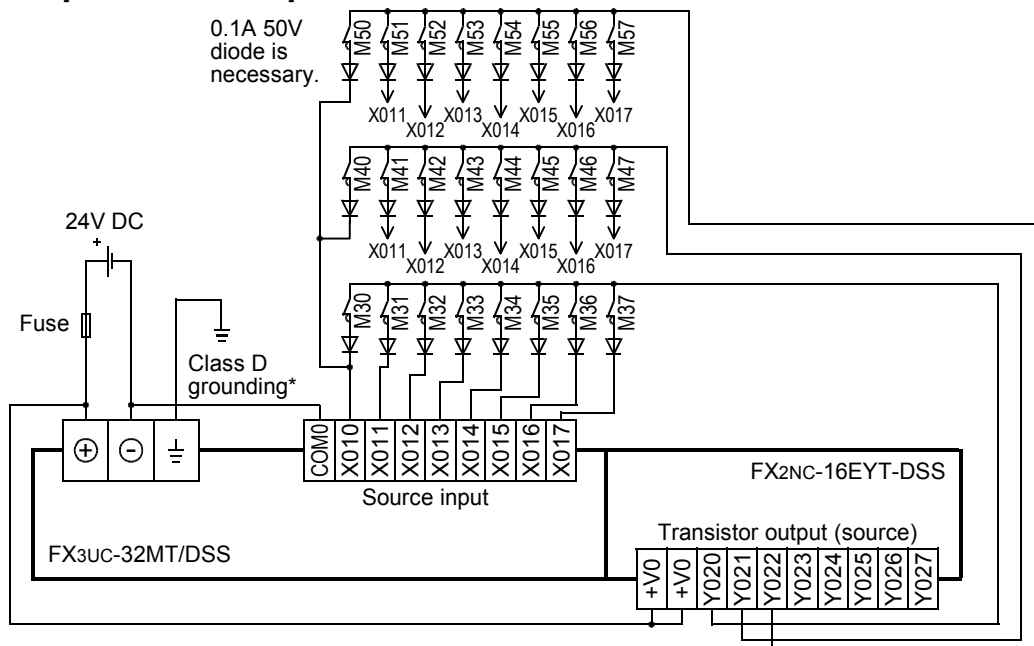 0.1A 50V
diode is
necessary.
M50 M51 M52 M53 M54 M55 M56 M57
X011 X012 X013 X014 X015 X016 X017
M40 M41 M42 M43 M44 M45 M46 M47
X011 X012 X013 X014 X015 X016 X017
24V DC
+
M30 M31 M32 M33 M34 M35 M36 M37
Fuse
Class D
grounding*
+ - COM0 X010 X011 X012 X013 X014 X015 X016 X017
Source input
FX2NC-16EYT-DSS
Transistor output (source)
FX3UC-32MT/DSS
+V0 +V0 Y020 Y021 Y022 Y023 Y024 Y025 Y026 Y027